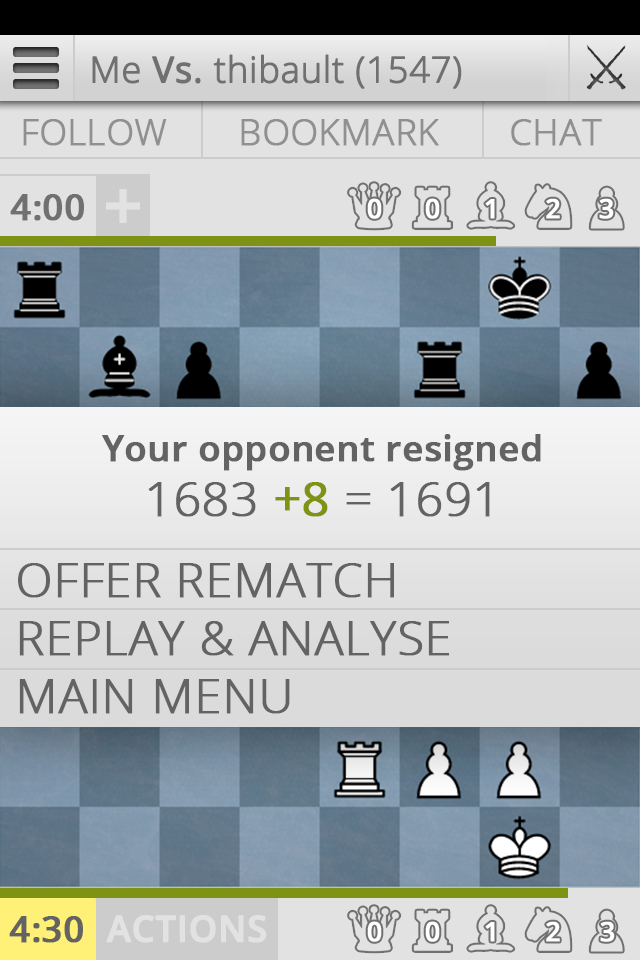 Me Vs. thibault (1547)
FOLLOW BOOKMARK CHAT
4:00 + 0 0 1 2 3
Your opponent resigned
1683 +8 = 1691
OFFER REMATCH
REPLAY & ANALYSE
MAIN MENU
4:30 ACTIONS 0 0 1 2 3